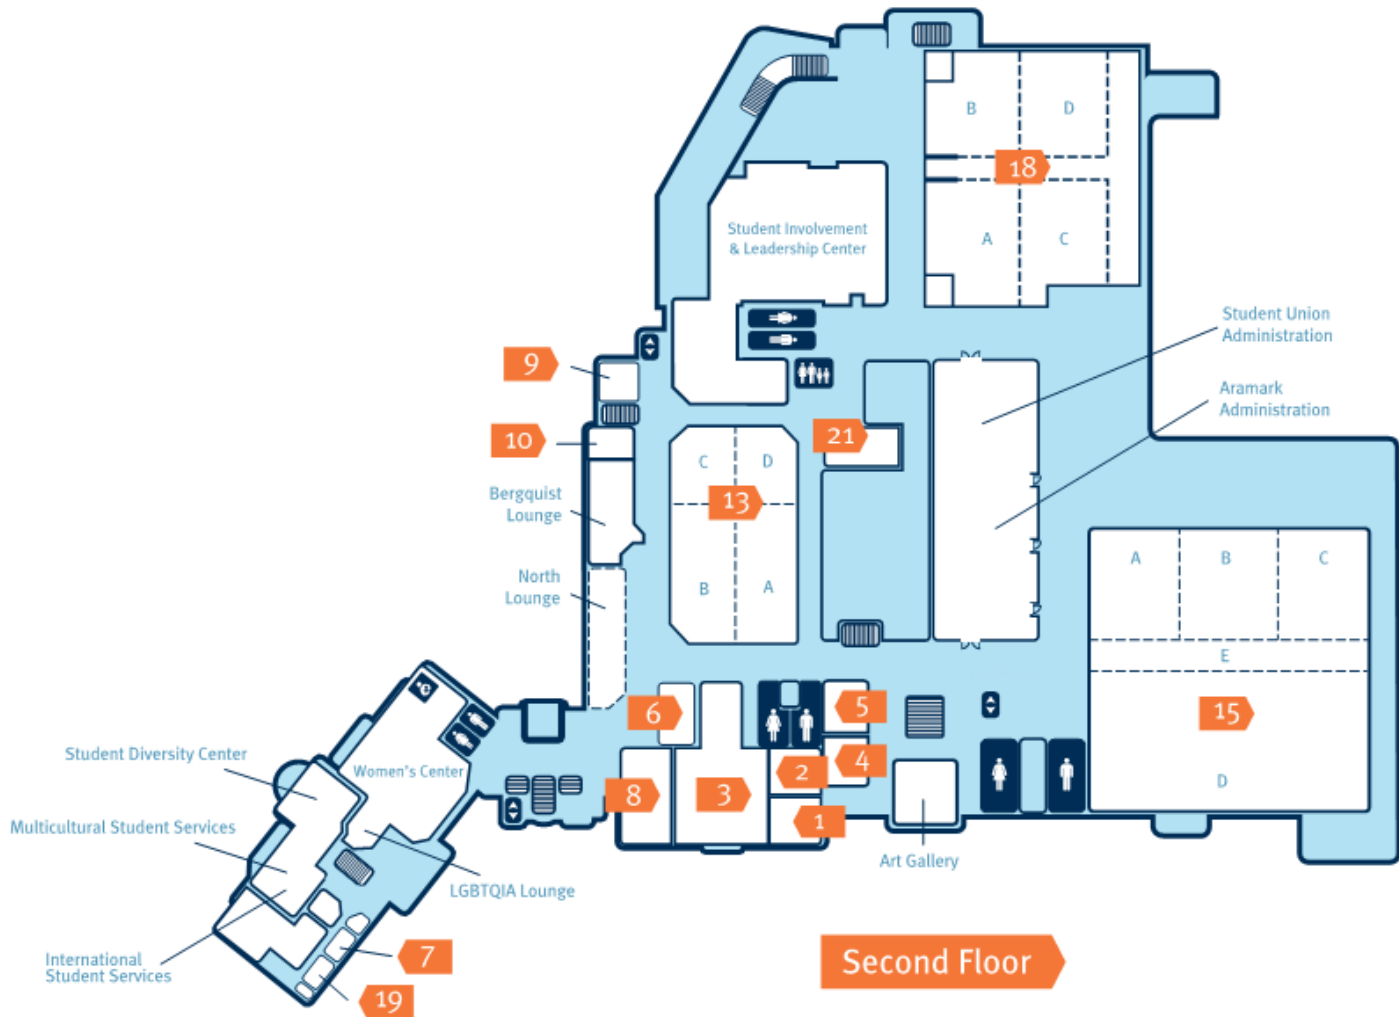 B
D
18
A
C
Student Involvement
& Leadership Center
Student Union
Administration
Aramark
Administration
9
10
21
C
D
13
B
A
Bergquist
Lounge
North
Lounge
A
B
C
E
15
D
6
5
4
2
3
8
1
Art Gallery
Student Diversity Center
Women's Center
Multicultural Student Services
LGBTQIA Lounge
International
Student Services
7
19
Second Floor